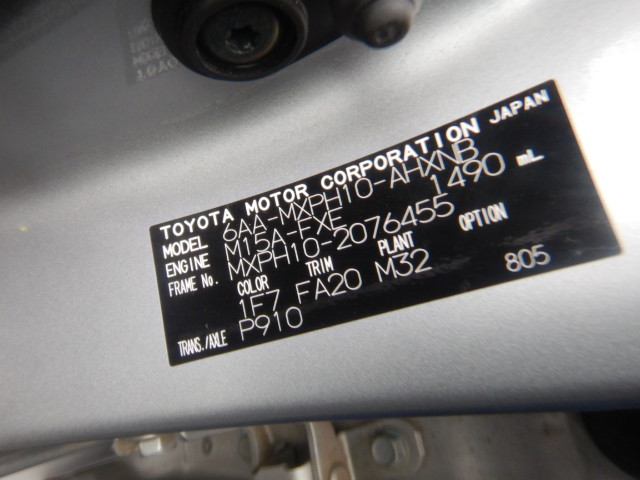 TOYOTA MOTOR CORPORATION JAPAN
MODEL 6AA-MXPH10-AHXNB
ENGINE M15A-FXE 1490 mL
FRAME No. MXPH10-2076455
COLOR TRIM PLANT OPTION
1F7 FA20 M32 805
TRANS./AXLE P910